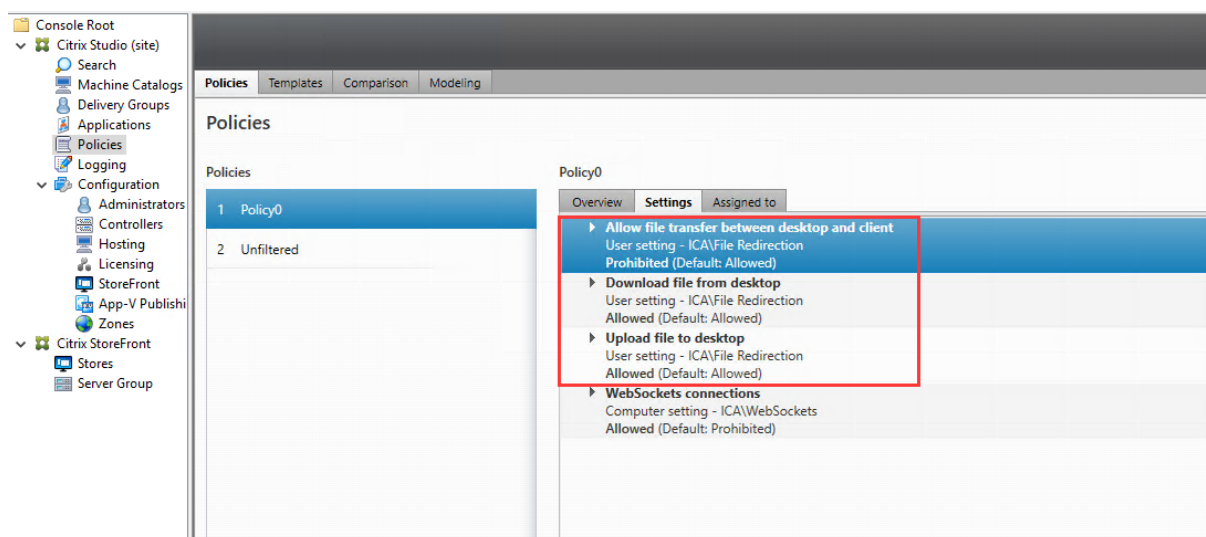 Console Root
Citrix Studio (site)
Search
Machine Catalogs
Delivery Groups
Applications
Policies
Logging
Configuration
Administrators
Controllers
Hosting
Licensing
StoreFront
App-V Publishi
Zones
Citrix StoreFront
Stores
Server Group
Policies Templates Comparison Modeling
Policies
Policies
1 Policy0
2 Unfiltered
Policy0
Overview Settings Assigned to
Allow file transfer between desktop and client
User setting - ICA\File Redirection
Prohibited (Default: Allowed)
Download file from desktop
User setting - ICA\File Redirection
Allowed (Default: Allowed)
Upload file to desktop
User setting - ICA\File Redirection
Allowed (Default: Allowed)
WebSockets connections
Computer setting - ICA\WebSockets
Allowed (Default: Prohibited)